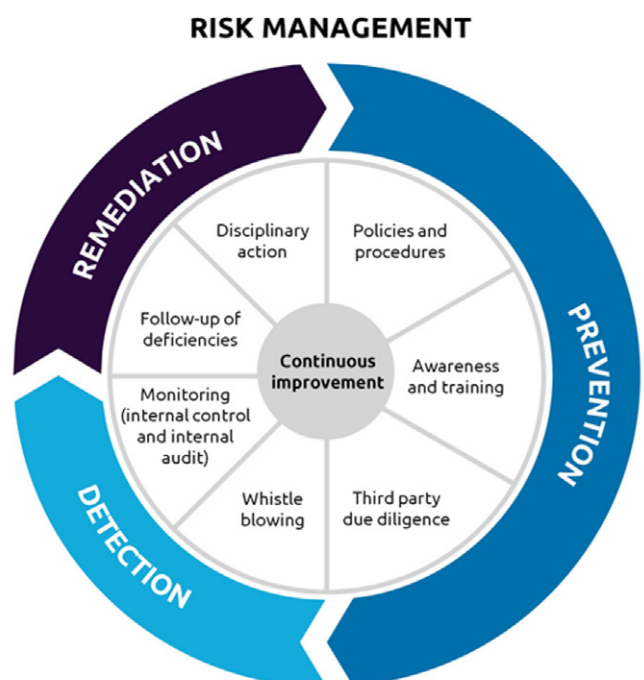 RISK MANAGEMENT
REMEDIATION
PREVENTION
DETECTION
Disciplinary
action
Policies and
procedures
Follow-up of
deficiencies
Continuous
improvement
Awareness
and training
Monitoring
(internal control
and internal
audit)
Whistle
blowing
Third party
due diligence